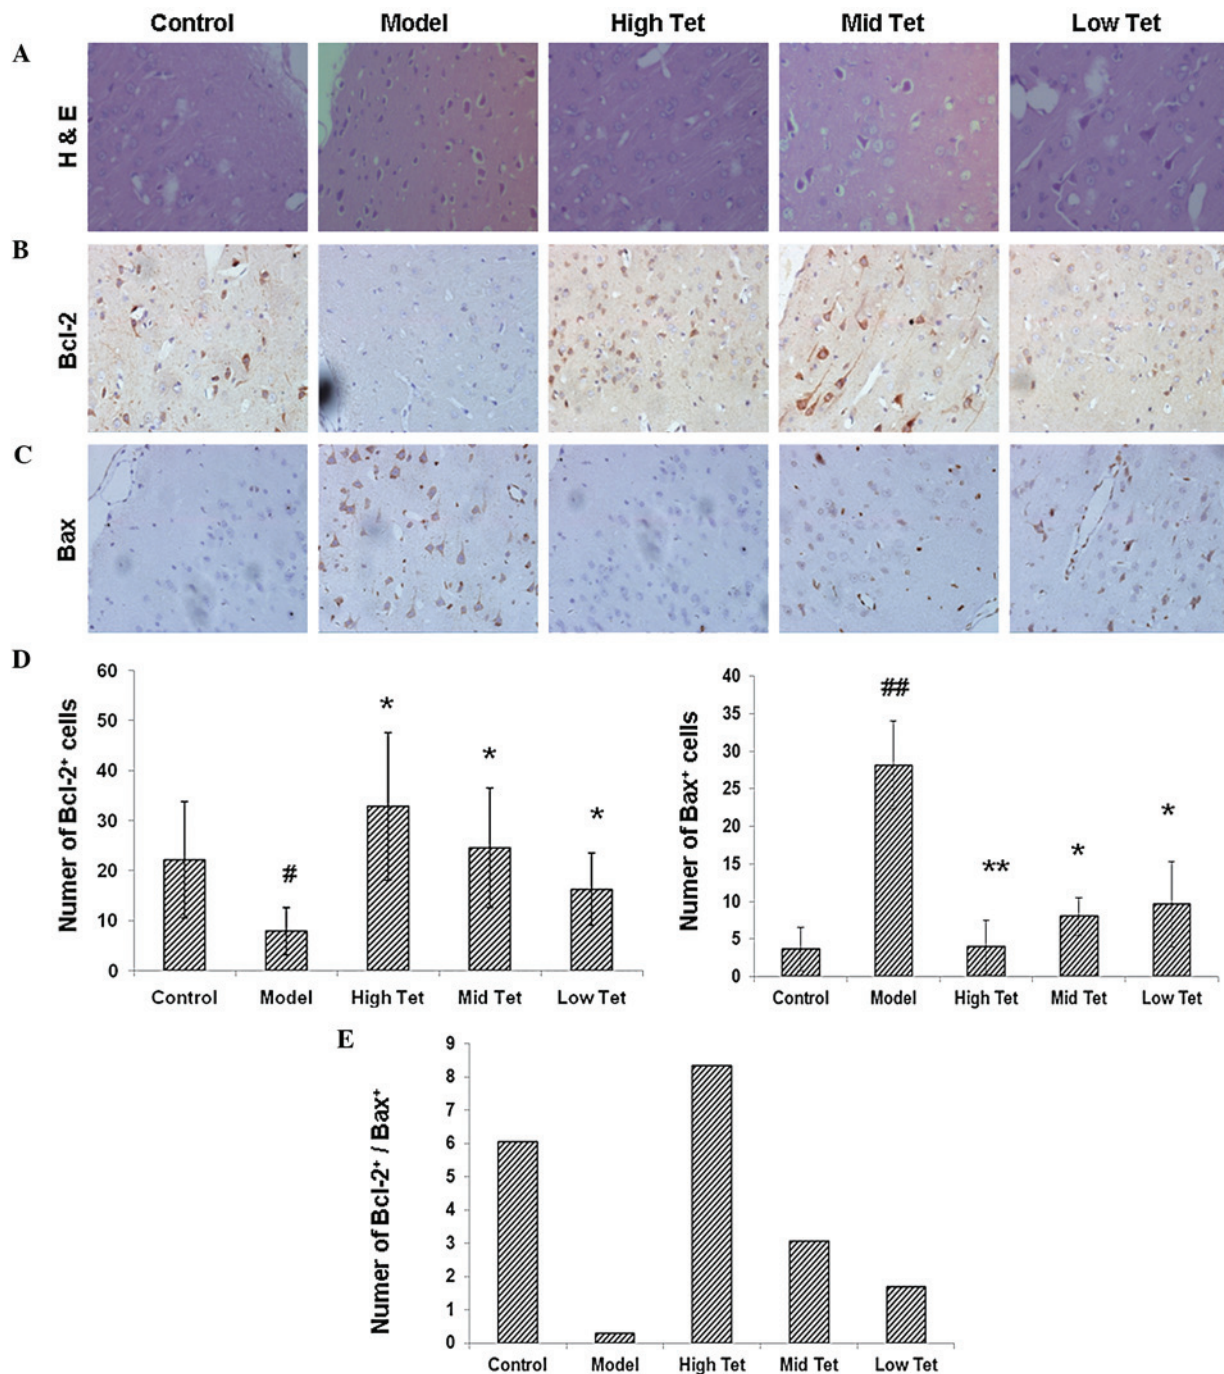 Control Model High Tet Mid Tet Low Tet
A
H & E
B
Bcl-2
C
Bax
D
Numer of Bcl-2⁺ cells
60
50
40
30
20
10
0
#
*
*
*
Control Model High Tet Mid Tet Low Tet
Numer of Bax⁺ cells
40
35
30
25
20
15
10
5
0
##
**
*
*
Control Model High Tet Mid Tet Low Tet
E
Numer of Bcl-2⁺ / Bax⁺
9
8
7
6
5
4
3
2
1
0
Control Model High Tet Mid Tet Low Tet